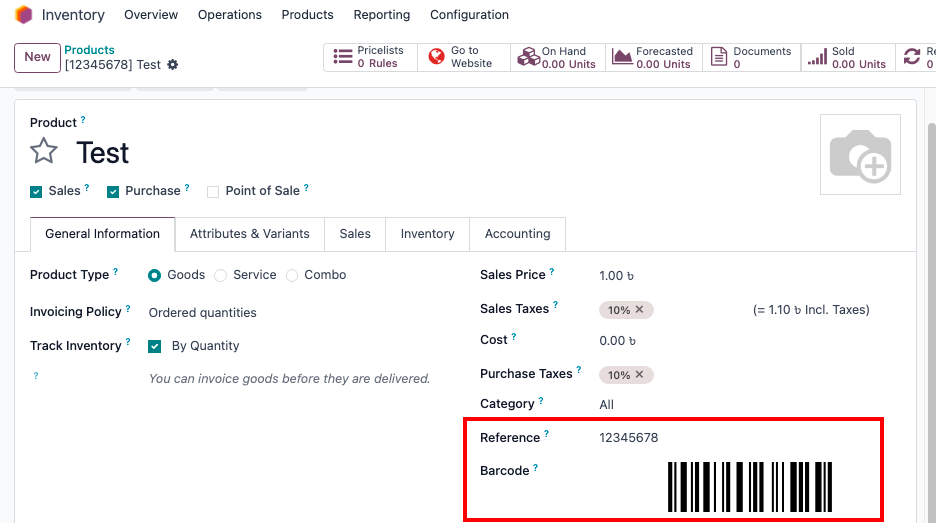 Inventory Overview Operations Products Reporting Configuration
New
Products
[12345678] Test
Pricelists
0 Rules
Go to
Website
On Hand
0.00 Units
Forecasted
0.00 Units
Documents
0
Sold
0.00 Units
0
Product ?
Test
Sales ? Purchase ? Point of Sale ?
General Information Attributes & Variants Sales Inventory Accounting
Product Type ? Goods Service Combo
Invoicing Policy ? Ordered quantities
Track Inventory ? By Quantity
? You can invoice goods before they are delivered.
Sales Price ? 1.00 ৳
Sales Taxes ? 10% × (= 1.10 ৳ Incl. Taxes)
Cost ? 0.00 ৳
Purchase Taxes ? 10% ×
Category ? All
Reference ? 12345678
Barcode ?